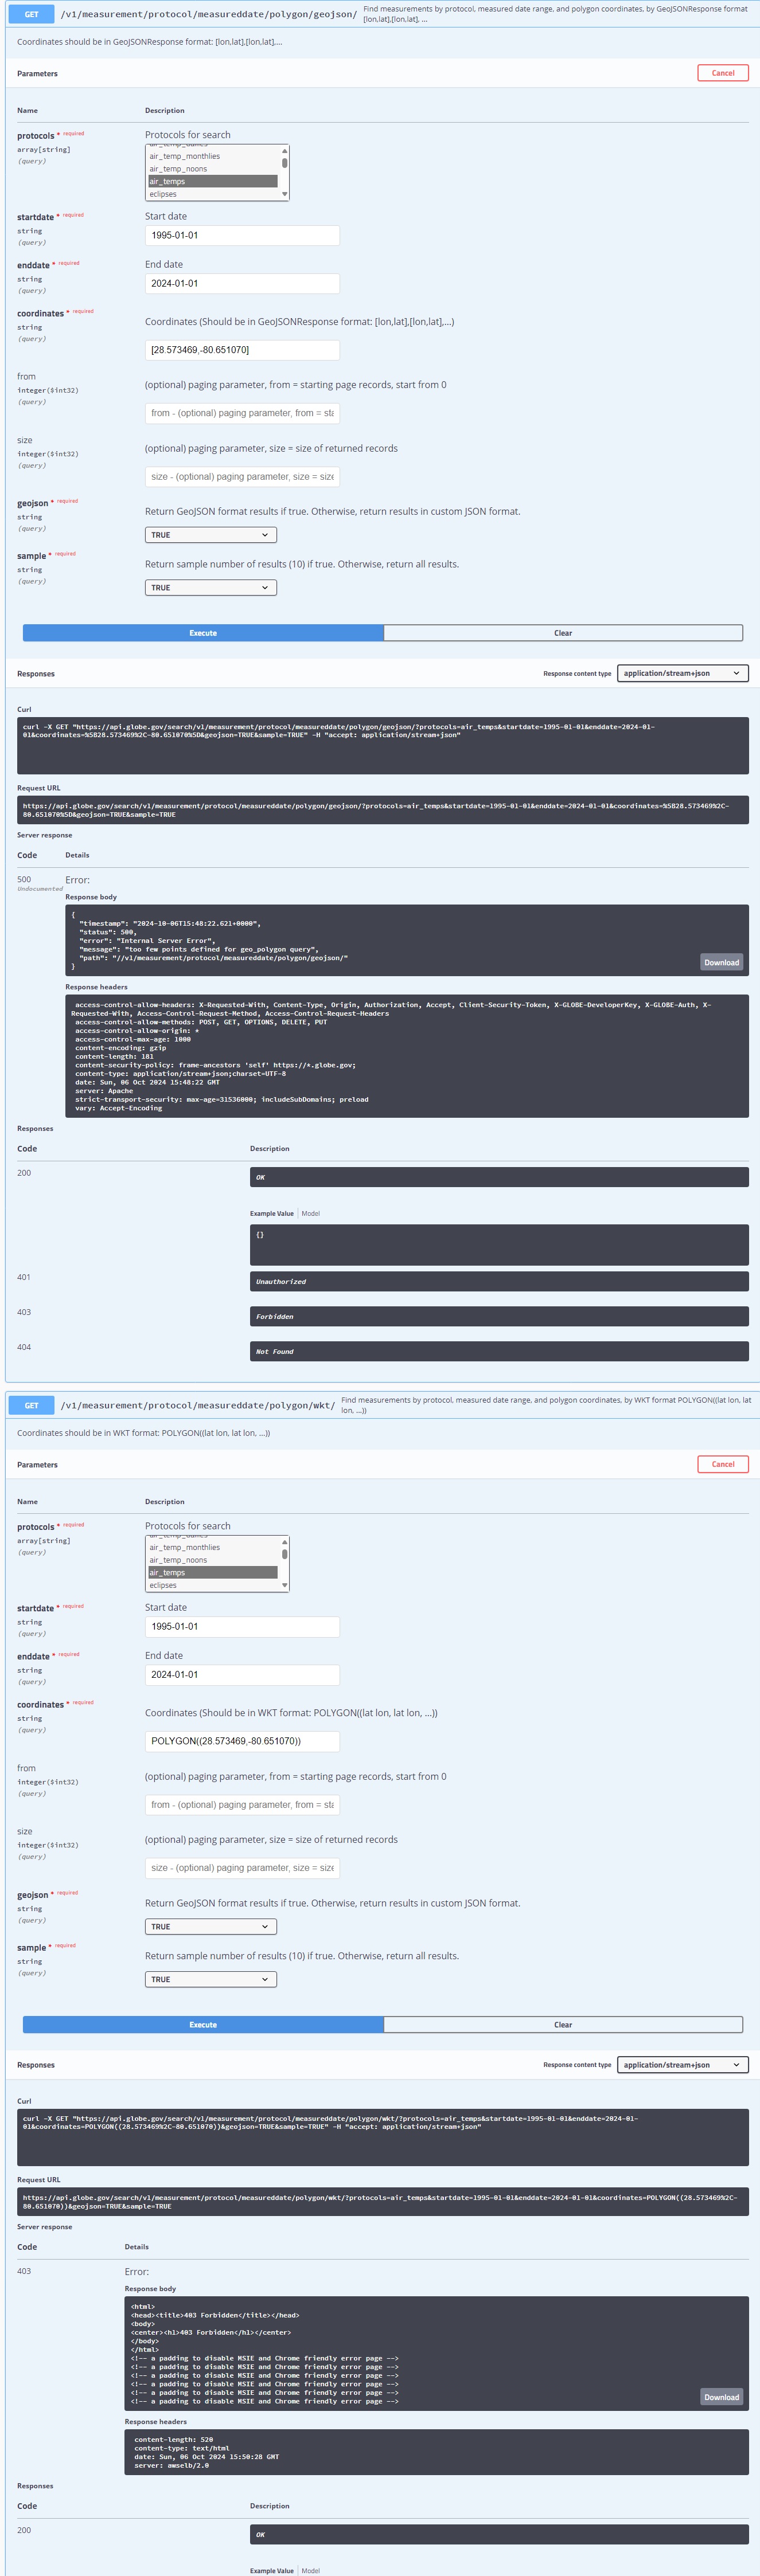 GET /v1/measurement/protocol/measureddate/polygon/geojson/ Find measurements by protocol, measured date range, and polygon coordinates, by GeoJSONResponse format
[lon,lat],[lon,lat], ...
Coordinates should be in GeoJSONResponse format: [lon,lat],[lon,lat],...
Parameters
Cancel
Name Description
protocols * required
array[string]
(query)
Protocols for search
air_temp_monthlies
air_temp_noons
air_temps
eclipses
startdate * required
string
(query)
Start date
1995-01-01
enddate * required
string
(query)
End date
2024-01-01
coordinates * required
string
(query)
Coordinates (Should be in GeoJSONResponse format: [lon,lat],[lon,lat],...)
[28.573469,-80.651070]
from
integer($int32)
(query)
(optional) paging parameter, from = starting page records, start from 0
from - (optional) paging parameter, from = sta
size
integer($int32)
(query)
(optional) paging parameter, size = size of returned records
size - (optional) paging parameter, size = size
geojson * required
string
(query)
Return GeoJSON format results if true. Otherwise, return results in custom JSON format.
TRUE
sample * required
string
(query)
Return sample number of results (10) if true. Otherwise, return all results.
TRUE
Execute Clear
Responses Response content type application/stream+json
Curl
curl -X GET "https://api.globe.gov/search/v1/measurement/protocol/measureddate/polygon/geojson/?protocols=air_temps&startdate=1995-01-01&enddate=2024-01-
01&coordinates=%5B28.573469%2C-80.651070%5D&geojson=TRUE&sample=TRUE" -H "accept: application/stream+json"
Request URL
https://api.globe.gov/search/v1/measurement/protocol/measureddate/polygon/geojson/?protocols=air_temps&startdate=1995-01-01&enddate=2024-01-01&coordinates=%5B28.573469%2C-
80.651070%5D&geojson=TRUE&sample=TRUE
Server response
Code Details
500
Undocumented
Error:
Response body
{
"timestamp": "2024-10-06T15:48:22.621+0000",
"status": 500,
"error": "Internal Server Error",
"message": "too few points defined for geo_polygon query",
"path": "//v1/measurement/protocol/measureddate/polygon/geojson/"
}
Download
Response headers
access-control-allow-headers: X-Requested-With, Content-Type, Origin, Authorization, Accept, Client-Security-Token, X-GLOBE-DeveloperKey, X-GLOBE-Auth, X-
Requested-With, Access-Control-Request-Method, Access-Control-Request-Headers
access-control-allow-methods: POST, GET, OPTIONS, DELETE, PUT
access-control-allow-origin: *
access-control-max-age: 1000
content-encoding: gzip
content-length: 181
content-security-policy: frame-ancestors 'self' https://*.globe.gov;
content-type: application/stream+json;charset=UTF-8
date: Sun, 06 Oct 2024 15:48:22 GMT
server: Apache
strict-transport-security: max-age=31536000; includeSubDomains; preload
vary: Accept-Encoding
Responses
Code Description
200 OK
Example Value Model
{}
401 Unauthorized
403 Forbidden
404 Not Found
GET /v1/measurement/protocol/measureddate/polygon/wkt/ Find measurements by protocol, measured date range, and polygon coordinates, by WKT format POLYGON((lat lon, lat
lon, ...))
Coordinates should be in WKT format: POLYGON((lat lon, lat lon, ...))
Parameters
Cancel
Name Description
protocols * required
array[string]
(query)
Protocols for search
air_temp_monthlies
air_temp_noons
air_temps
eclipses
startdate * required
string
(query)
Start date
1995-01-01
enddate * required
string
(query)
End date
2024-01-01
coordinates * required
string
(query)
Coordinates (Should be in WKT format: POLYGON((lat lon, lat lon, ...))
POLYGON((28.573469,-80.651070))
from
integer($int32)
(query)
(optional) paging parameter, from = starting page records, start from 0
from - (optional) paging parameter, from = sta
size
integer($int32)
(query)
(optional) paging parameter, size = size of returned records
size - (optional) paging parameter, size = size
geojson * required
string
(query)
Return GeoJSON format results if true. Otherwise, return results in custom JSON format.
TRUE
sample * required
string
(query)
Return sample number of results (10) if true. Otherwise, return all results.
TRUE
Execute Clear
Responses Response content type application/stream+json
Curl
curl -X GET "https://api.globe.gov/search/v1/measurement/protocol/measureddate/polygon/wkt/?protocols=air_temps&startdate=1995-01-01&enddate=2024-01-
01&coordinates=POLYGON((28.573469%2C-80.651070))&geojson=TRUE&sample=TRUE" -H "accept: application/stream+json"
Request URL
https://api.globe.gov/search/v1/measurement/protocol/measureddate/polygon/wkt/?protocols=air_temps&startdate=1995-01-01&enddate=2024-01-01&coordinates=POLYGON((28.573469%2C-
80.651070))&geojson=TRUE&sample=TRUE
Server response
Code Details
403
Error:
Response body
<html>
<head><title>403 Forbidden</title></head>
<body>
<center><h1>403 Forbidden</h1></center>
</body>
</html>
<!-- a padding to disable MSIE and Chrome friendly error page -->
<!-- a padding to disable MSIE and Chrome friendly error page -->
<!-- a padding to disable MSIE and Chrome friendly error page -->
<!-- a padding to disable MSIE and Chrome friendly error page -->
<!-- a padding to disable MSIE and Chrome friendly error page -->
<!-- a padding to disable MSIE and Chrome friendly error page -->
Download
Response headers
content-length: 520
content-type: text/html
date: Sun, 06 Oct 2024 15:50:28 GMT
server: awselb/2.0
Responses
Code Description
200 OK
Example Value Model